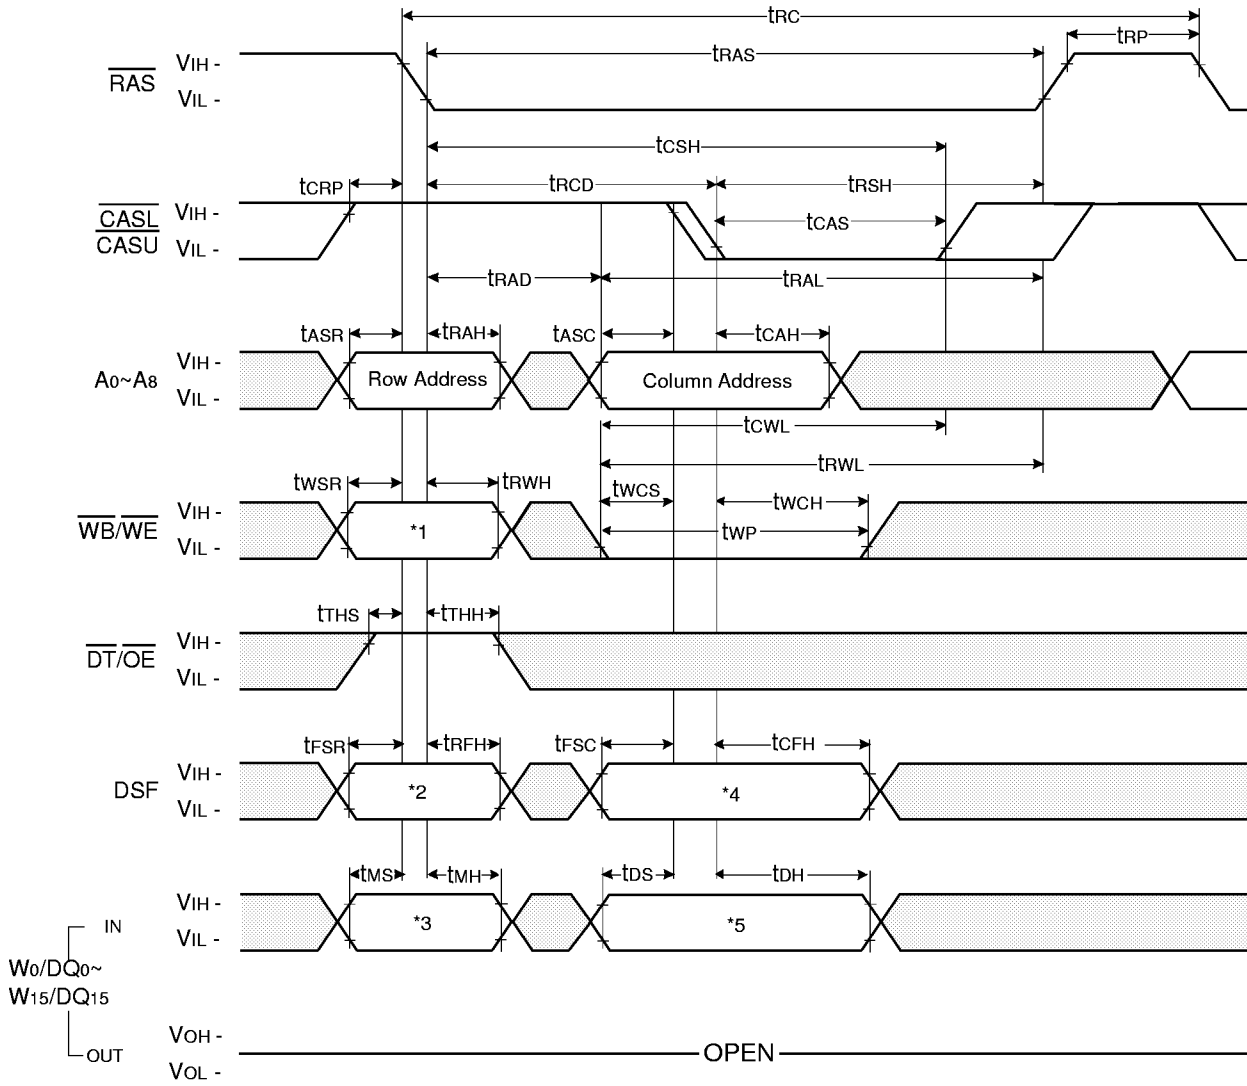 tRC
tRP
tRAS
RAS
VIH -
VIL -
tCSH
tCRP
tRCD
tRSH
CASL
CASU
VIH -
VIL -
tCAS
tRAD
tRAL
tASR
tRAH
tASC
tCAH
A0~A8
VIH -
VIL -
Row Address
Column Address
tCWL
tRWL
tWSR
tRWH
tWCS
tWCH
tWP
WB/WE
VIH -
VIL -
*1
tTHS
tTHH
DT/OE
VIH -
VIL -
tFSR
tRFH
tFSC
tCFH
DSF
VIH -
VIL -
*2
*4
tMS
tMH
tDS
tDH
VIH -
VIL -
*3
*5
IN
W0/DQ0~
W15/DQ15
OUT
VOH -
VOL -
OPEN